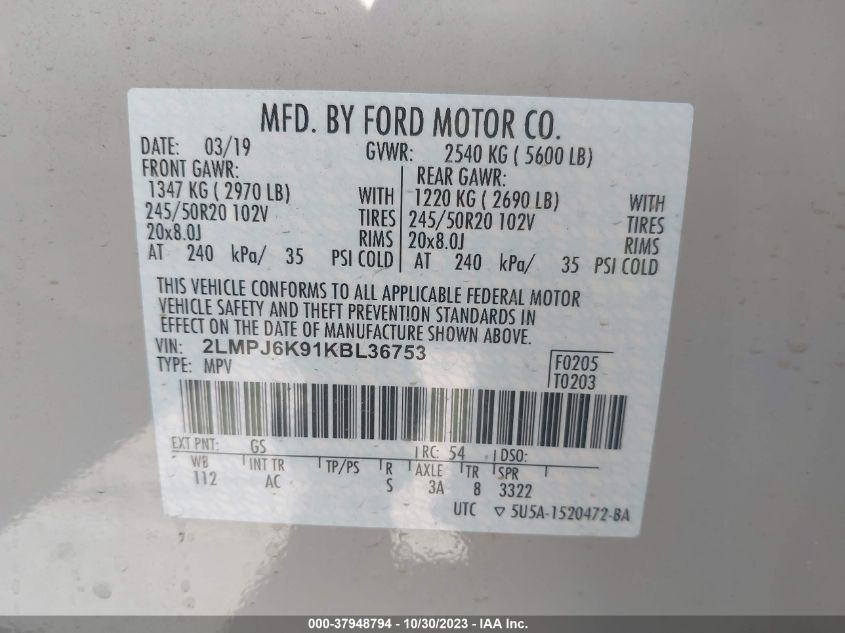 MFD. BY FORD MOTOR CO.
DATE: 03/19 GVWR: 2540 KG ( 5600 LB)
FRONT GAWR: REAR GAWR:
1347 KG ( 2970 LB) WITH 1220 KG ( 2690 LB) WITH
245/50R20 102V TIRES 245/50R20 102V TIRES
20x8.0J RIMS 20x8.0J RIMS
AT 240 kPa/ 35 PSI COLD AT 240 kPa/ 35 PSI COLD
THIS VEHICLE CONFORMS TO ALL APPLICABLE FEDERAL MOTOR
VEHICLE SAFETY AND THEFT PREVENTION STANDARDS IN
EFFECT ON THE DATE OF MANUFACTURE SHOWN ABOVE.
VIN: 2LMPJ6K91KBL36753 F0205
TYPE: MPV T0203
EXT PNT: GS RC: 54 DSO:
WB INT TR TP/PS R AXLE TR SPR
112 AC S 3A 8 3322
UTC ▽ 5U5A-1520472-BA
000-37948794 - 10/30/2023 - IAA Inc.